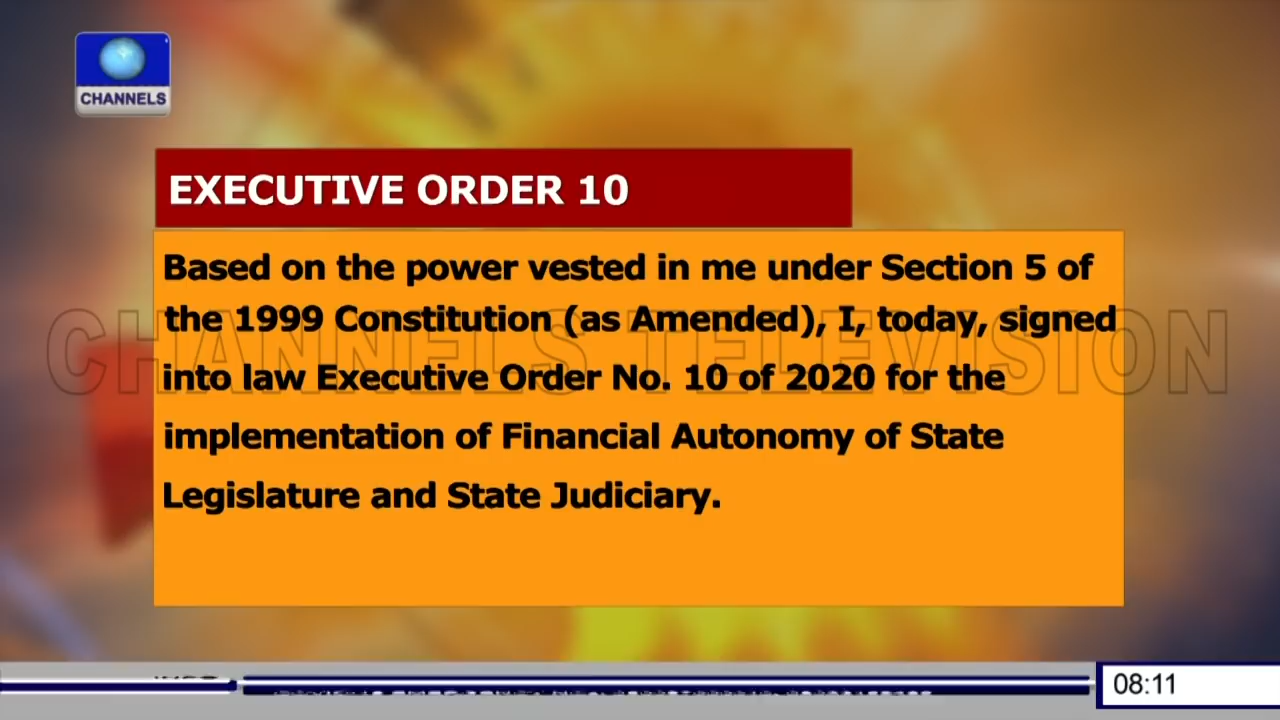 CHANNELS
EXECUTIVE ORDER 10
Based on the power vested in me under Section 5 of
the 1999 Constitution (as Amended), I, today, signed
into law Executive Order No. 10 of 2020 for the
implementation of Financial Autonomy of State
Legislature and State Judiciary.
CHANNELS TELEVISION
08:11